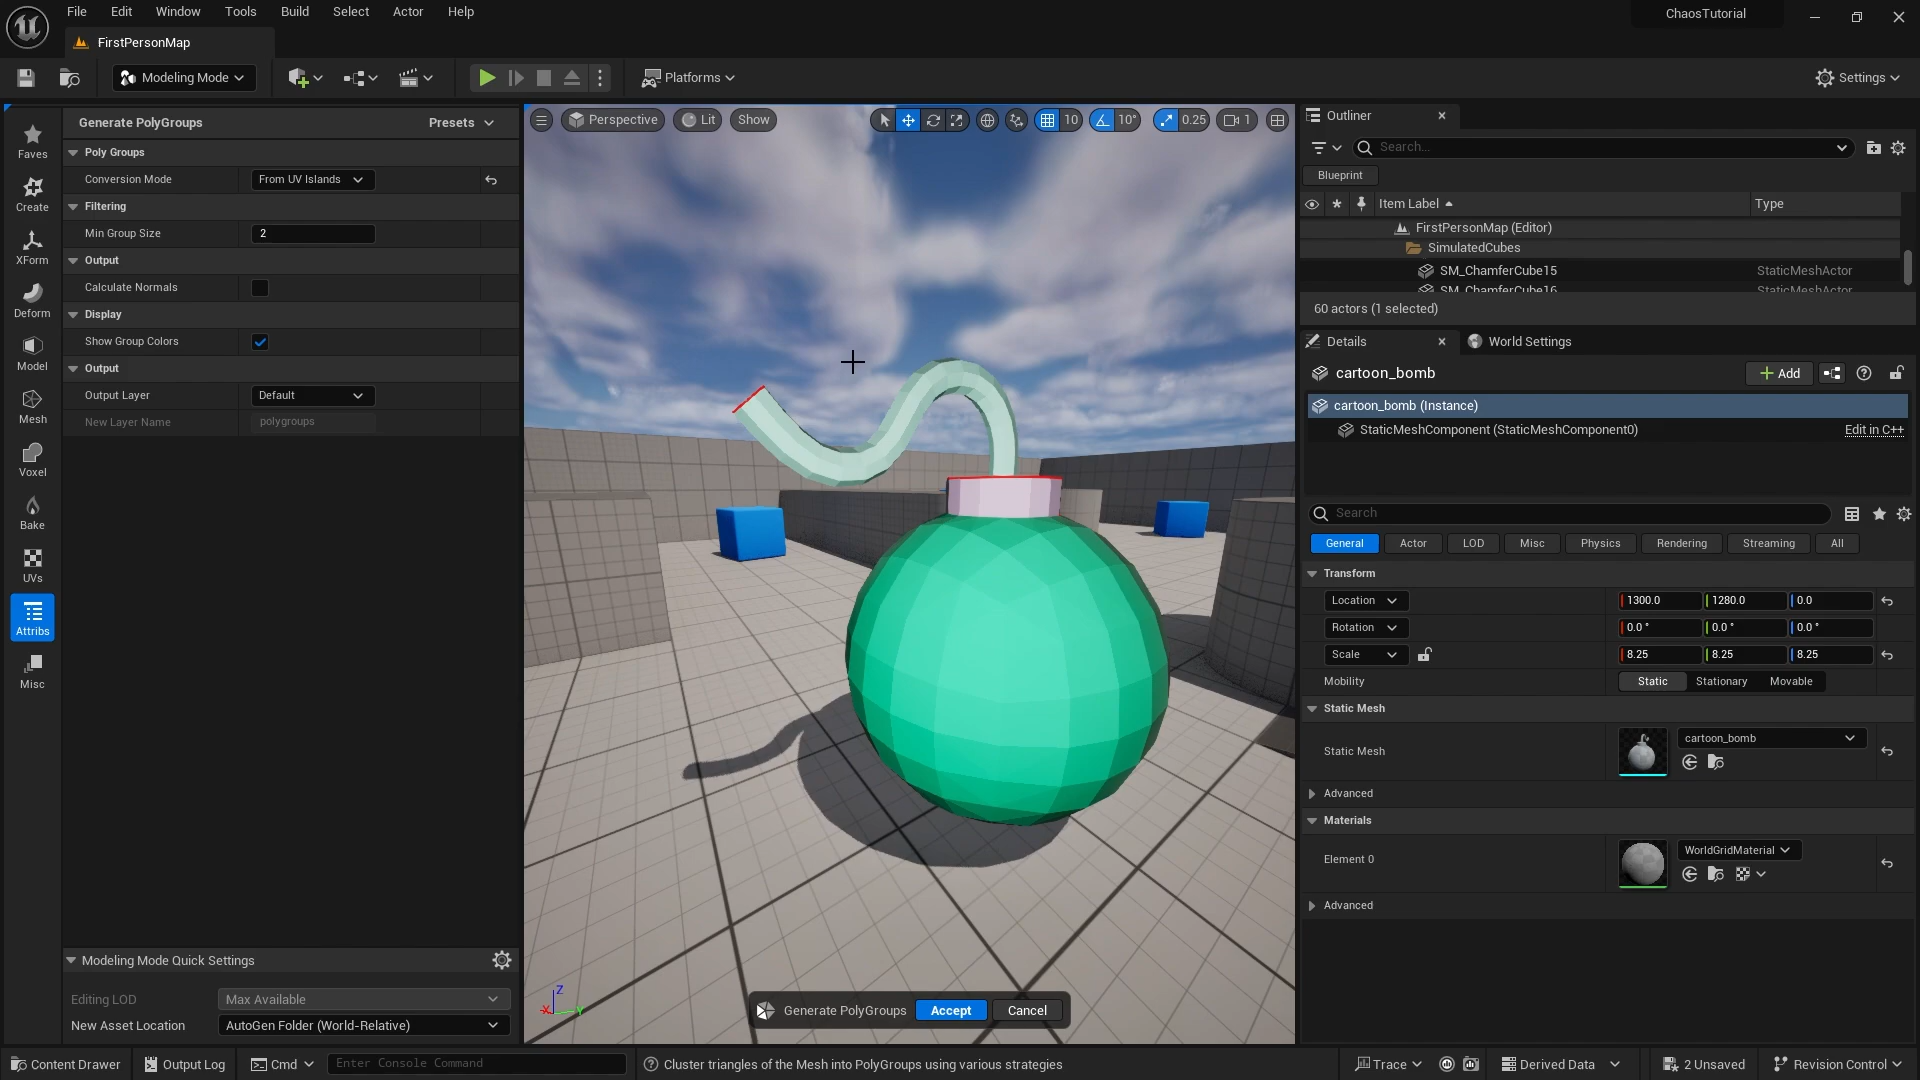 File Edit Window Tools Build Select Actor Help
ChaosTutorial
FirstPersonMap
Modeling Mode
Platforms
Settings
Generate PolyGroups
Presets
Poly Groups
Conversion Mode
From UV Islands
Filtering
Min Group Size
2
Output
Calculate Normals
Display
Show Group Colors
Output
Output Layer
Default
New Layer Name
polygroups
Faves
Create
XForm
Deform
Model
Mesh
Voxel
Bake
UVs
Attribs
Misc
Modeling Mode Quick Settings
Editing LOD
Max Available
New Asset Location
AutoGen Folder (World-Relative)
Perspective
Lit
Show
10
10°
0.25
1
Z
X
Y
Generate PolyGroups
Accept
Cancel
Outliner
Search...
Blueprint
Item Label
Type
FirstPersonMap (Editor)
SimulatedCubes
SM_ChamferCube15
StaticMeshActor
SM_ChamferCube16
StaticMeshActor
60 actors (1 selected)
Details
World Settings
cartoon_bomb
Add
cartoon_bomb (Instance)
StaticMeshComponent (StaticMeshComponent0)
Edit in C++
Search
General Actor LOD Misc Physics Rendering Streaming All
Transform
Location
1300.0 1280.0 0.0
Rotation
0.0 ° 0.0 ° 0.0 °
Scale
8.25 8.25 8.25
Mobility
Static Stationary Movable
Static Mesh
Static Mesh
cartoon_bomb
Advanced
Materials
Element 0
WorldGridMaterial
Advanced
Content Drawer
Output Log
Cmd
Enter Console Command
Cluster triangles of the Mesh into PolyGroups using various strategies
Trace
Derived Data
2 Unsaved
Revision Control